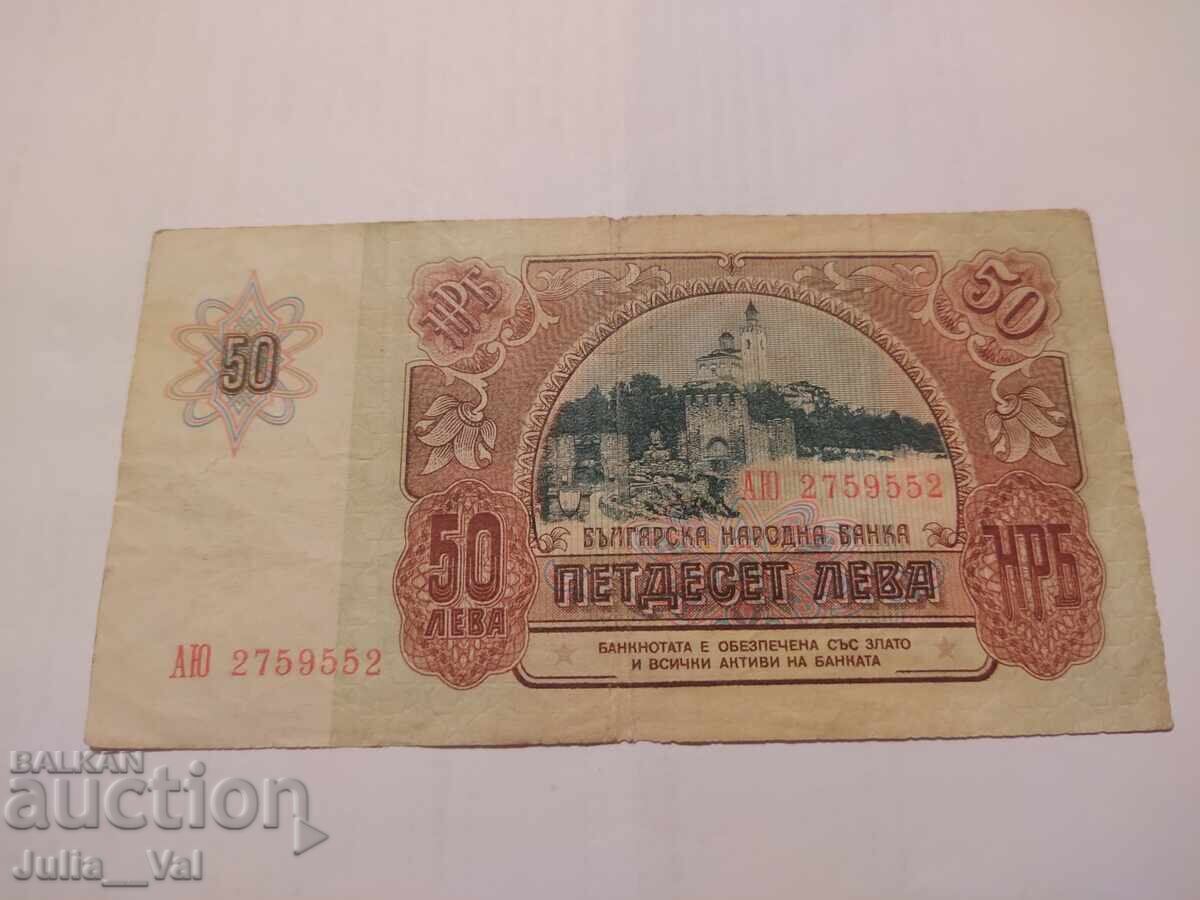 НРБ
50
50
АЮ 2759552
БЪЛГАРСКА НАРОДНА БАНКА
ПЕТДЕСЕТ ЛЕВА
50
ЛЕВА
НРБ
БАНКНОТАТА Е ОБЕЗПЕЧЕНА СЪС ЗЛАТО
И ВСИЧКИ АКТИВИ НА БАНКАТА
АЮ 2759552
BALKAN
auction
Julia__Val